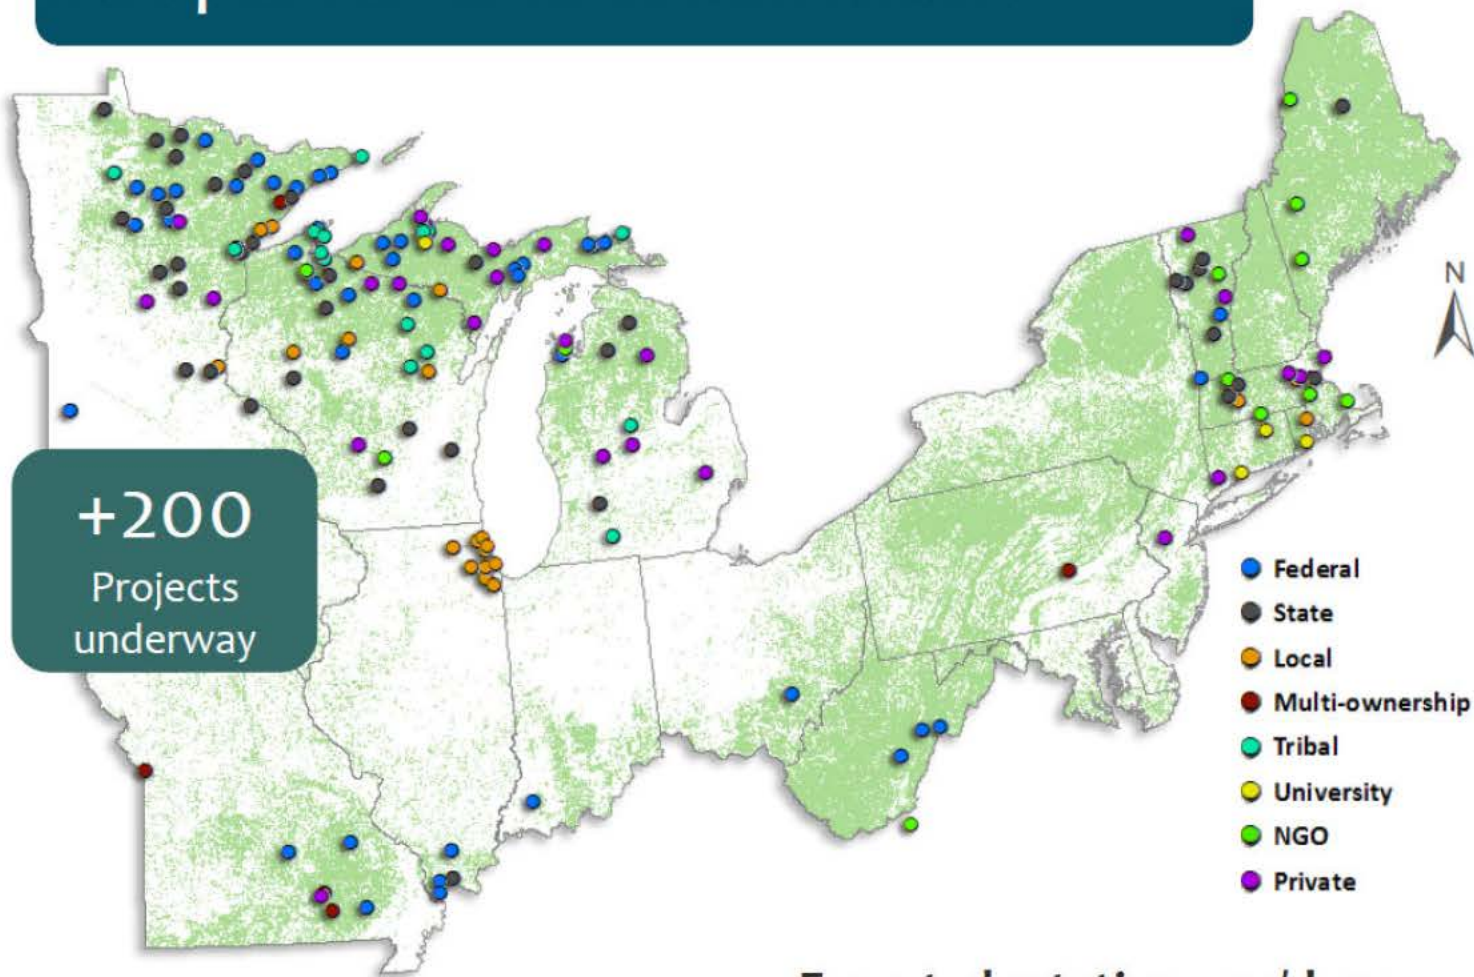 +200
Projects
underway
N
Federal
State
Local
Multi-ownership
Tribal
University
NGO
Private